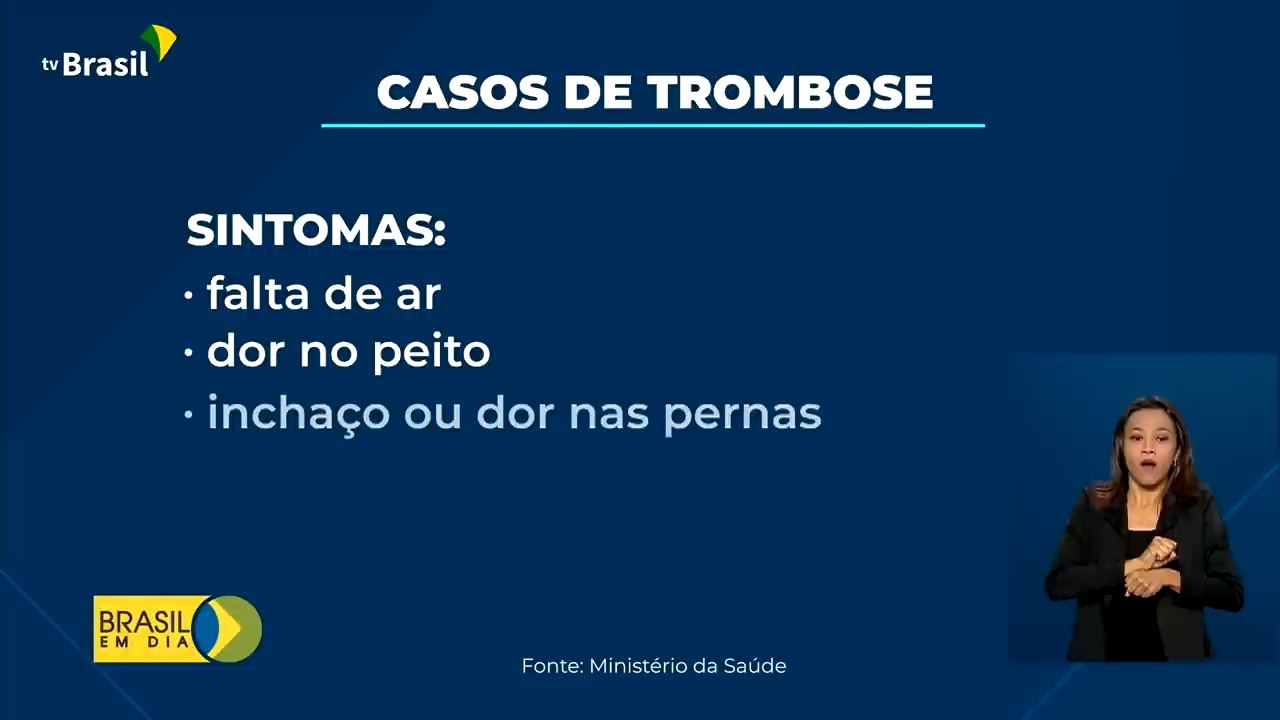 tv Brasil
CASOS DE TROMBOSE
SINTOMAS:
· falta de ar
· dor no peito
· inchaço ou dor nas pernas
BRASIL
EM DIA
Fonte: Ministério da Saúde